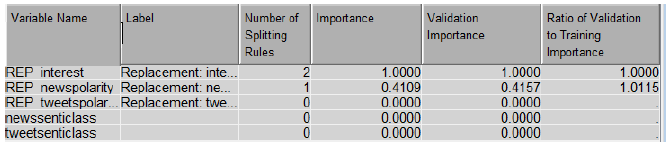 Variable Name Label Number of Splitting Rules Importance Validation Importance Ratio of Validation to Training Importance
REP_interest Replacement: inte... 2 1.0000 1.0000 1.0000
REP_newspolarity Replacement: ne... 1 0.4109 0.4157 1.0115
REP_tweetspolar... Replacement: twe... 0 0.0000 0.0000 .
newssenticlass 0 0.0000 0.0000 .
tweetsenticlass 0 0.0000 0.0000 .